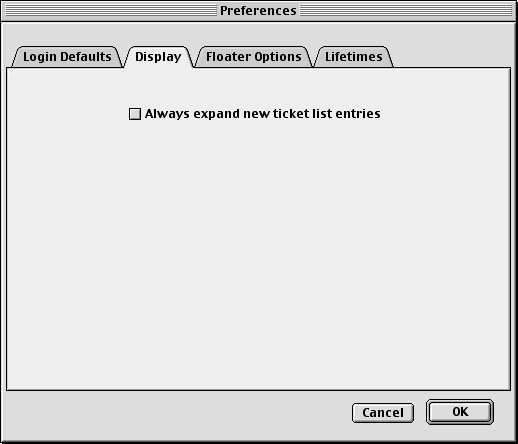 Preferences
Login Defaults Display Floater Options Lifetimes
Always expand new ticket list entries
Cancel OK